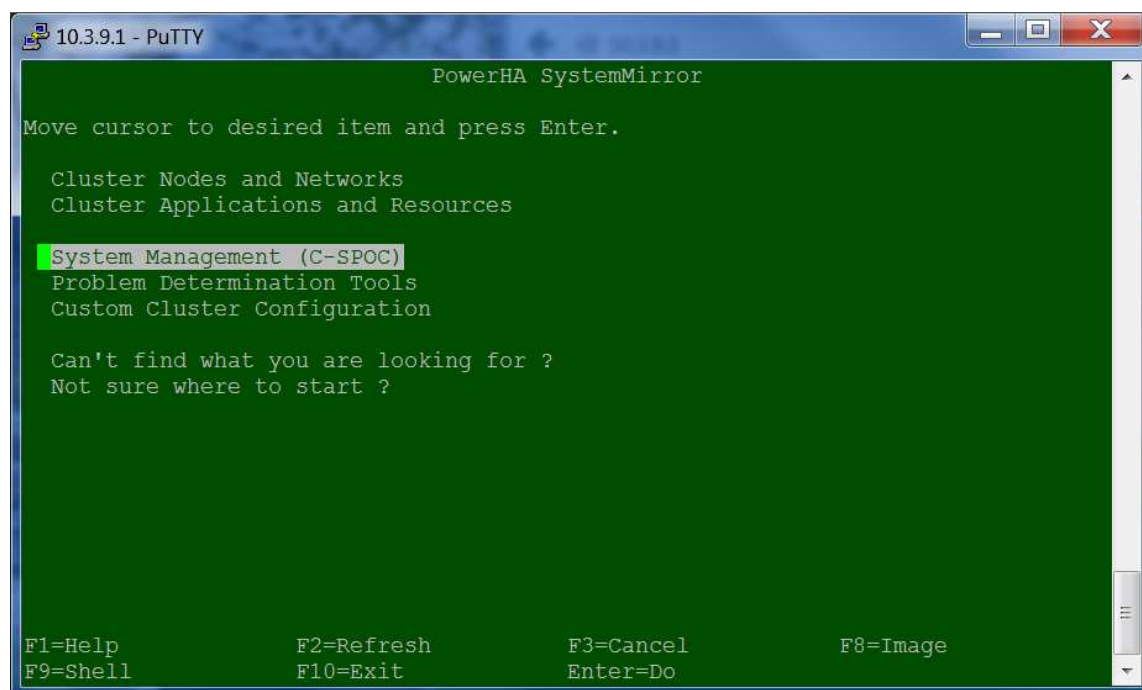 10.3.9.1 - PuTTY
PowerHA SystemMirror
Move cursor to desired item and press Enter.
Cluster Nodes and Networks
Cluster Applications and Resources
System Management (C-SPOC)
Problem Determination Tools
Custom Cluster Configuration
Can't find what you are looking for ?
Not sure where to start ?
F1=Help F2=Refresh F3=Cancel F8=Image
F9=Shell F10=Exit Enter=Do